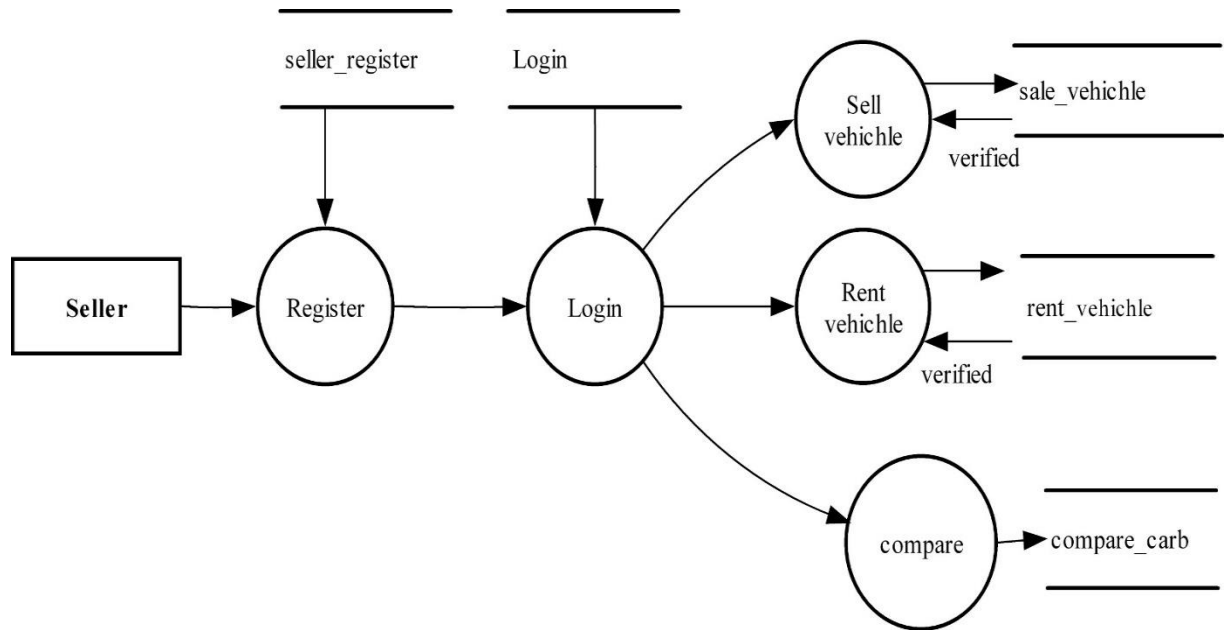 seller_register
Login
Sell
vehichle
sale_vehichle
verified
Seller
Register
Login
Rent
vehichle
rent_vehichle
verified
compare
compare_carb